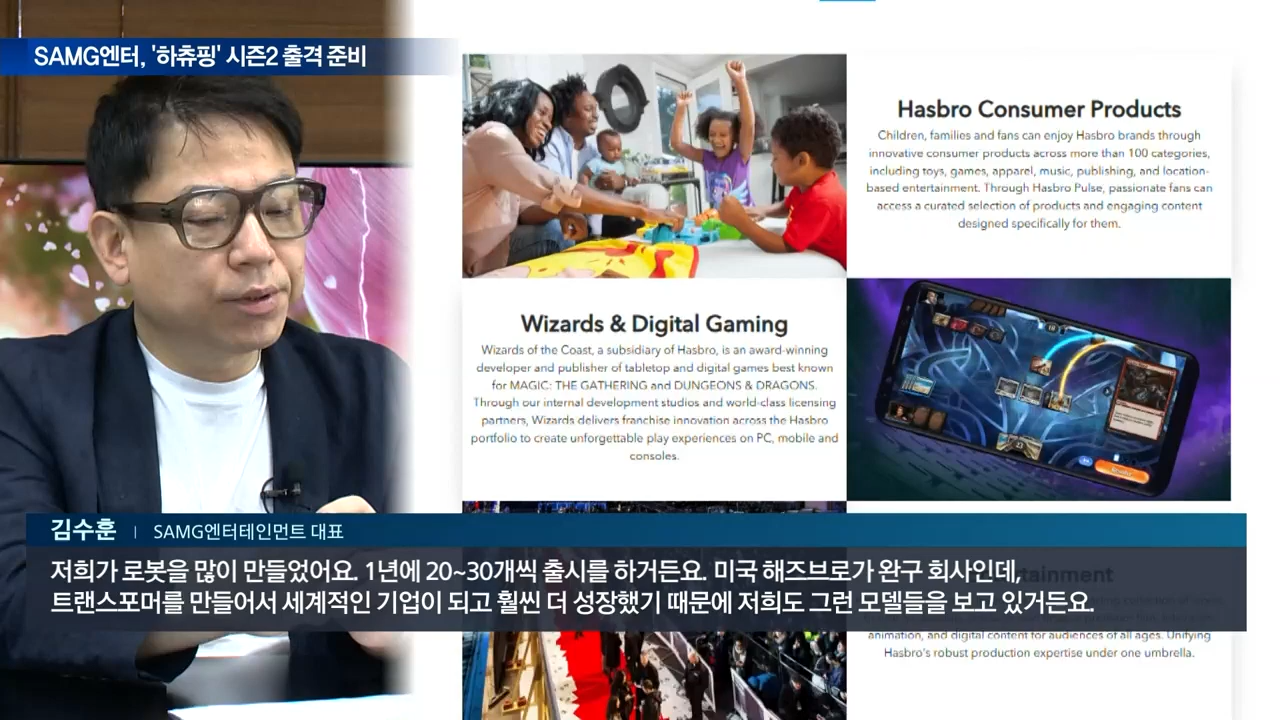 SAMG엔터, '하츄핑' 시즌2 출격 준비
Hasbro Consumer Products
Children, families and fans can enjoy Hasbro brands through
innovative consumer products across more than 100 categories,
including toys, games, apparel, music, publishing, and location-
based entertainment. Through Hasbro Pulse, passionate fans can
access a curated selection of products and engaging content
designed specifically for them.
Wizards & Digital Gaming
Wizards of the Coast, a subsidiary of Hasbro, is an award-winning
developer and publisher of tabletop and digital games best known
for MAGIC: THE GATHERING and DUNGEONS & DRAGONS.
Through our internal development studios and world-class licensing
partners, Wizards delivers franchise innovation across the Hasbro
portfolio to create unforgettable play experiences on PC, mobile and
consoles.
김수훈 | SAMG엔터테인먼트 대표
저희가 로봇을 많이 만들었어요. 1년에 20~30개씩 출시를 하거든요. 미국 해즈브로가 완구 회사인데,
트랜스포머를 만들어서 세계적인 기업이 되고 훨씬 더 성장했기 때문에 저희도 그런 모델들을 보고 있거든요.
animation, and digital content for audiences of all ages. Unifying
Hasbro's robust production expertise under one umbrella.